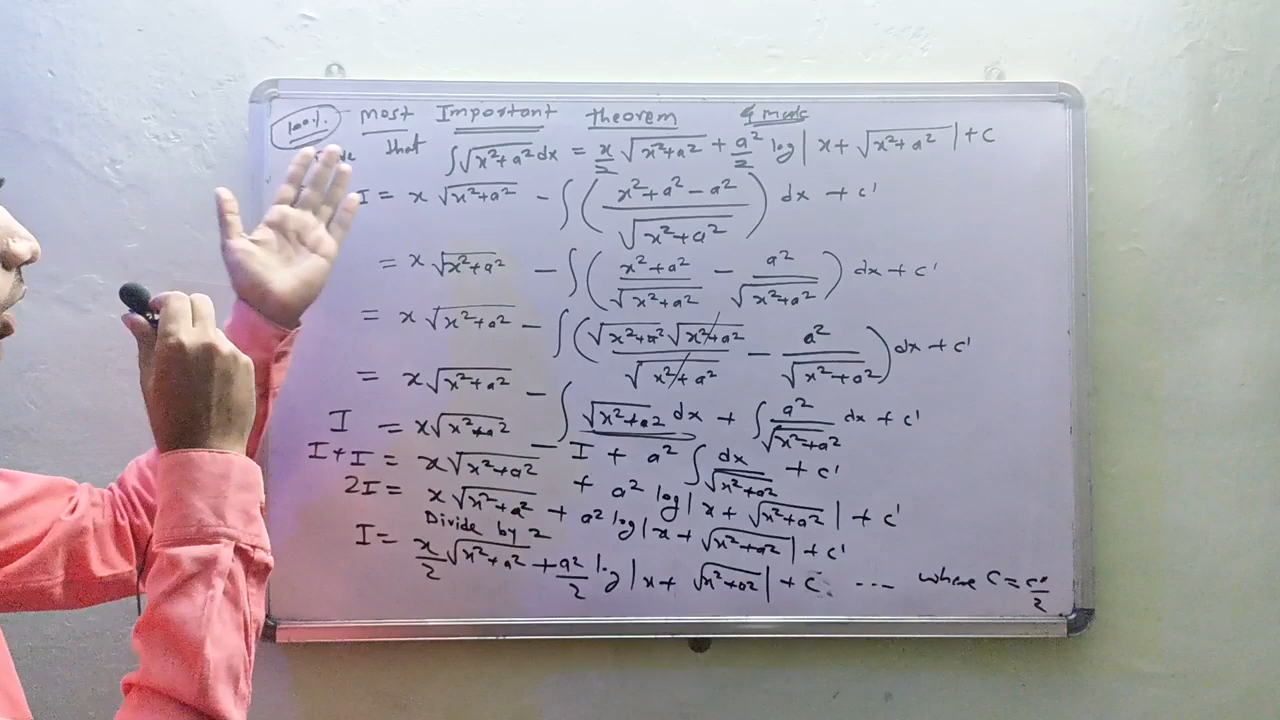 100% most Important theorem 4 mark
that ∫√x²+a² dx = x/2 √x²+a² + a²/2 log| x+ √x²+a² | + c
I = x √x²+a² - ∫( x²+a²-a² / √x²+a² ) dx + c'
= x √x²+a² - ∫( x²+a² / √x²+a² - a² / √x²+a² ) dx + c'
= x √x²+a² - ∫( √x²+a² √x²+a² / √x²+a² - a² / √x²+a² ) dx + c'
= x √x²+a² - ∫ √x²+a² dx + ∫ a² / √x²+a² dx + c'
I = x√x²+a² - I + a² ∫ dx / √x²+a² + c'
I+I = x√x²+a² + a² log| x+ √x²+a² | + c'
2I = x √x²+a² + a² log| x+ √x²+a² | + c'
Divide by 2
I = x/2 √x²+a² + a²/2 log| x+ √x²+a² | + c. ... where c = c'/2